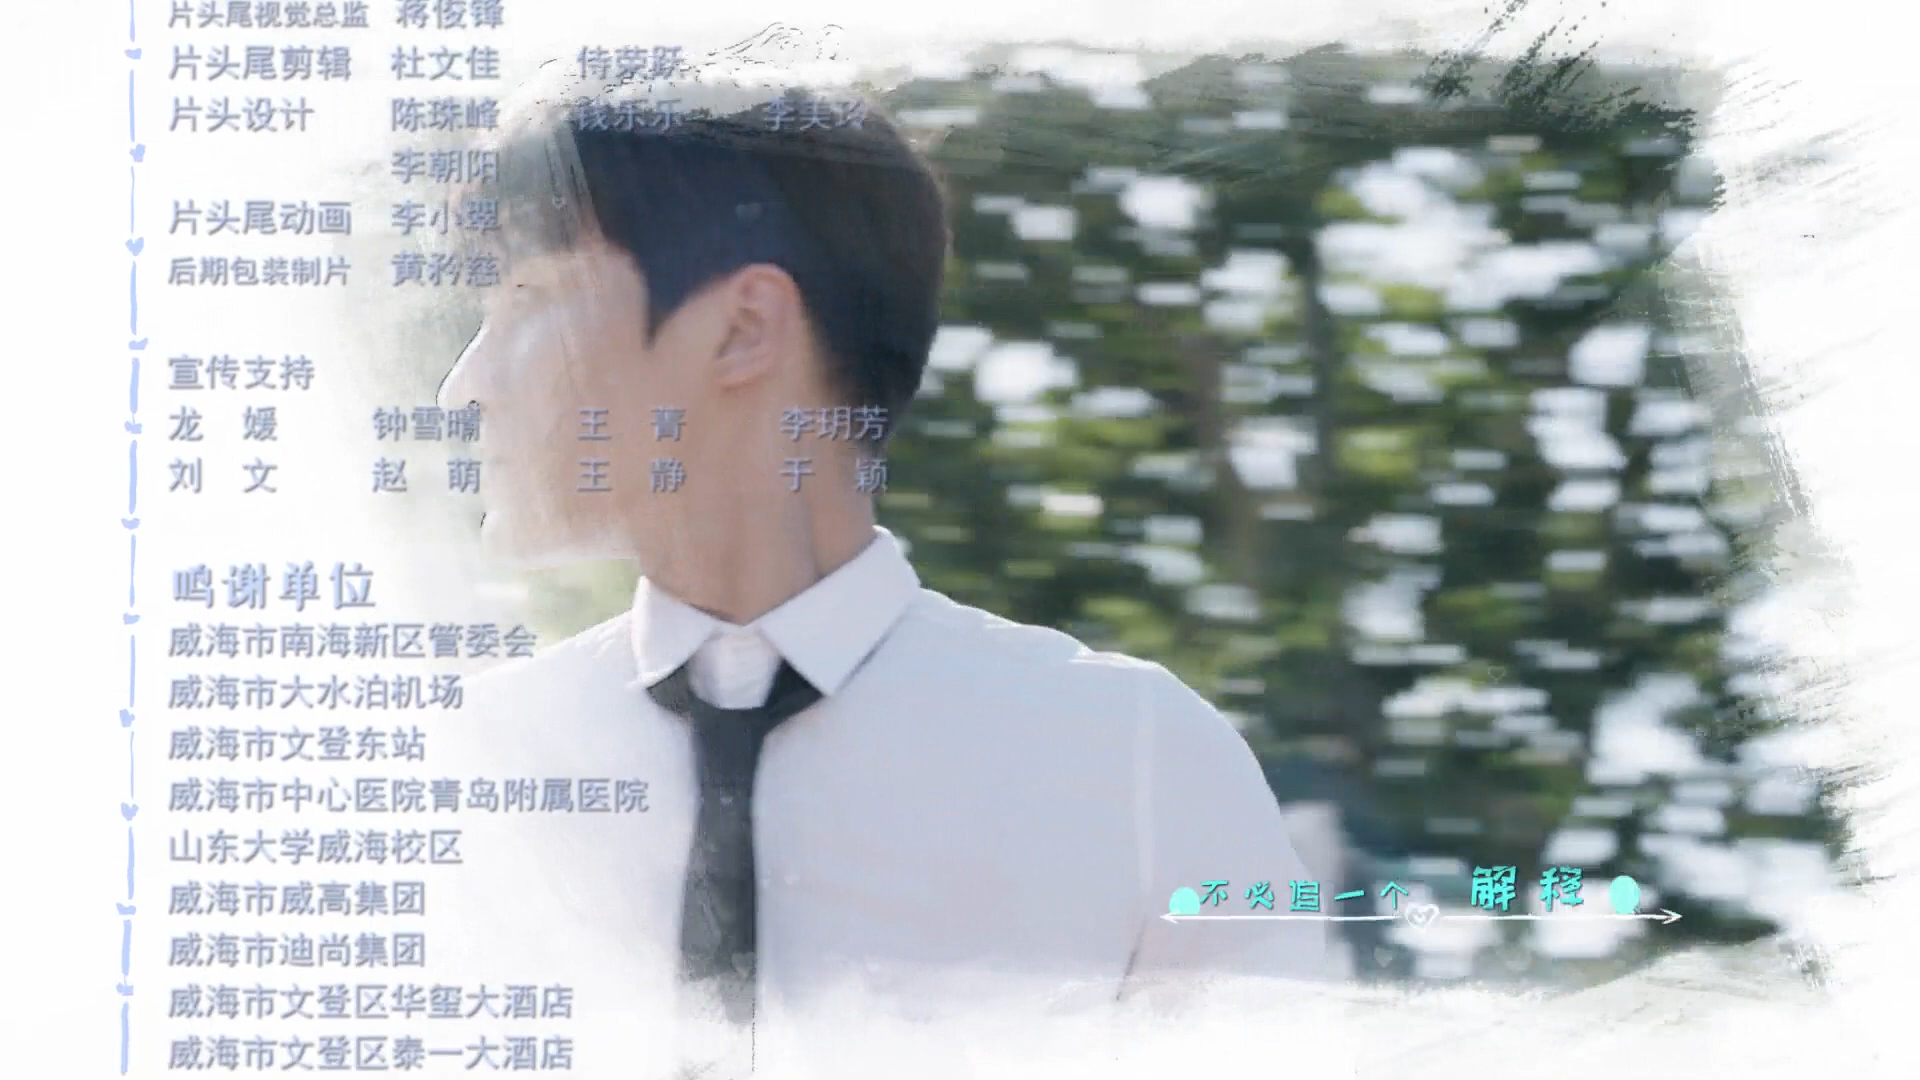 片头尾视觉总监 蒋俊锋
片头尾剪辑 杜文佳 侍荣跃
片头设计 陈珠峰 钱乐乐 李美玲
李朝阳
片头尾动画 李小翠
后期包装制片 黄矜慈
宣传支持
龙 媛 钟雪晴 王 菁 李玥芳
刘 文 赵 萌 王 静 于 颖
鸣谢单位
威海市南海新区管委会
威海市大水泊机场
威海市文登东站
威海市中心医院青岛附属医院
山东大学威海校区
威海市威高集团
威海市迪尚集团
威海市文登区华玺大酒店
威海市文登区泰一大酒店
不必追一个 解释